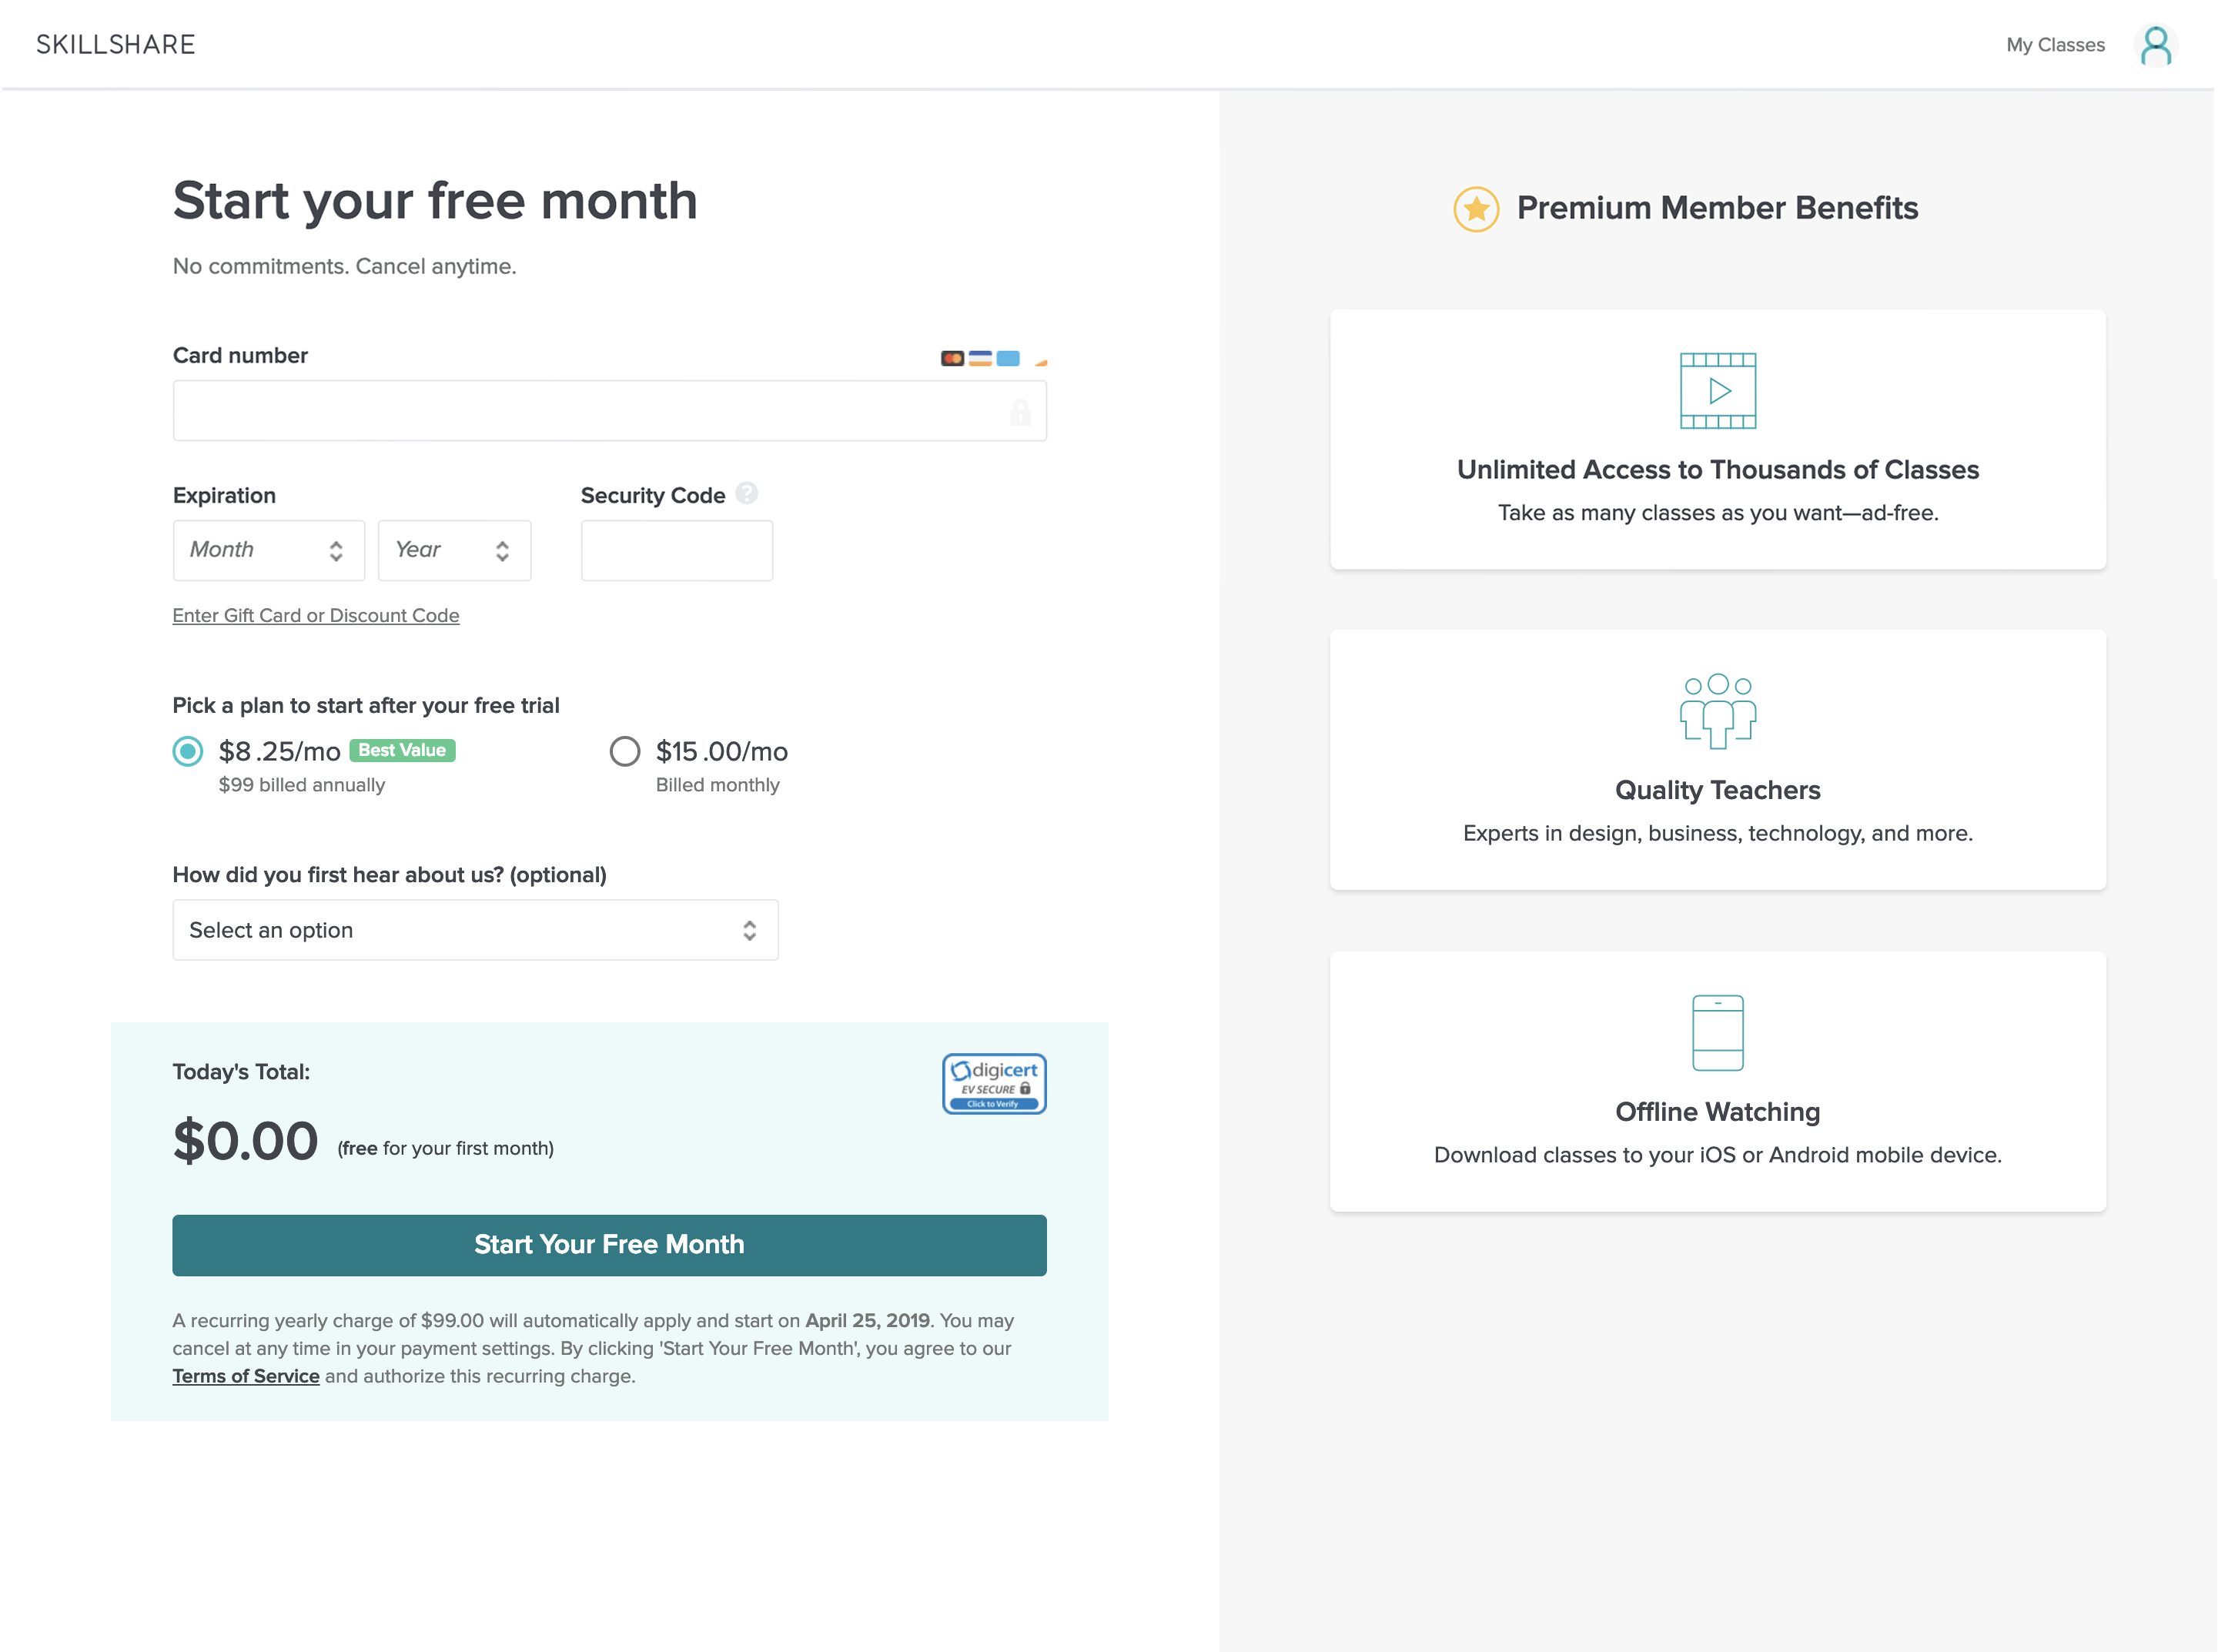 SKILLSHARE
My Classes
Start your free month
No commitments. Cancel anytime.
Card number
Expiration
Security Code ?
Month
Year
Enter Gift Card or Discount Code
Pick a plan to start after your free trial
$8.25/mo Best Value
$99 billed annually
$15.00/mo
Billed monthly
How did you first hear about us? (optional)
Select an option
Today's Total:
digicert
EV SECURE
Click to Verify
$0.00 (free for your first month)
Start Your Free Month
A recurring yearly charge of $99.00 will automatically apply and start on April 25, 2019. You may
cancel at any time in your payment settings. By clicking 'Start Your Free Month', you agree to our
Terms of Service and authorize this recurring charge.
Premium Member Benefits
Unlimited Access to Thousands of Classes
Take as many classes as you want—ad-free.
Quality Teachers
Experts in design, business, technology, and more.
Offline Watching
Download classes to your iOS or Android mobile device.